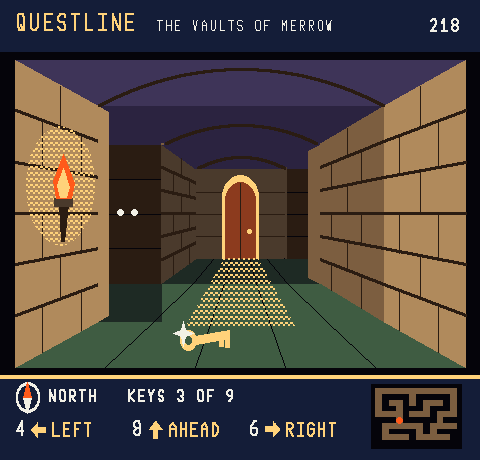 QUESTLINE THE VAULTS OF MERROW 218
NORTH KEYS 3 OF 9
4 LEFT 8 AHEAD 6 RIGHT